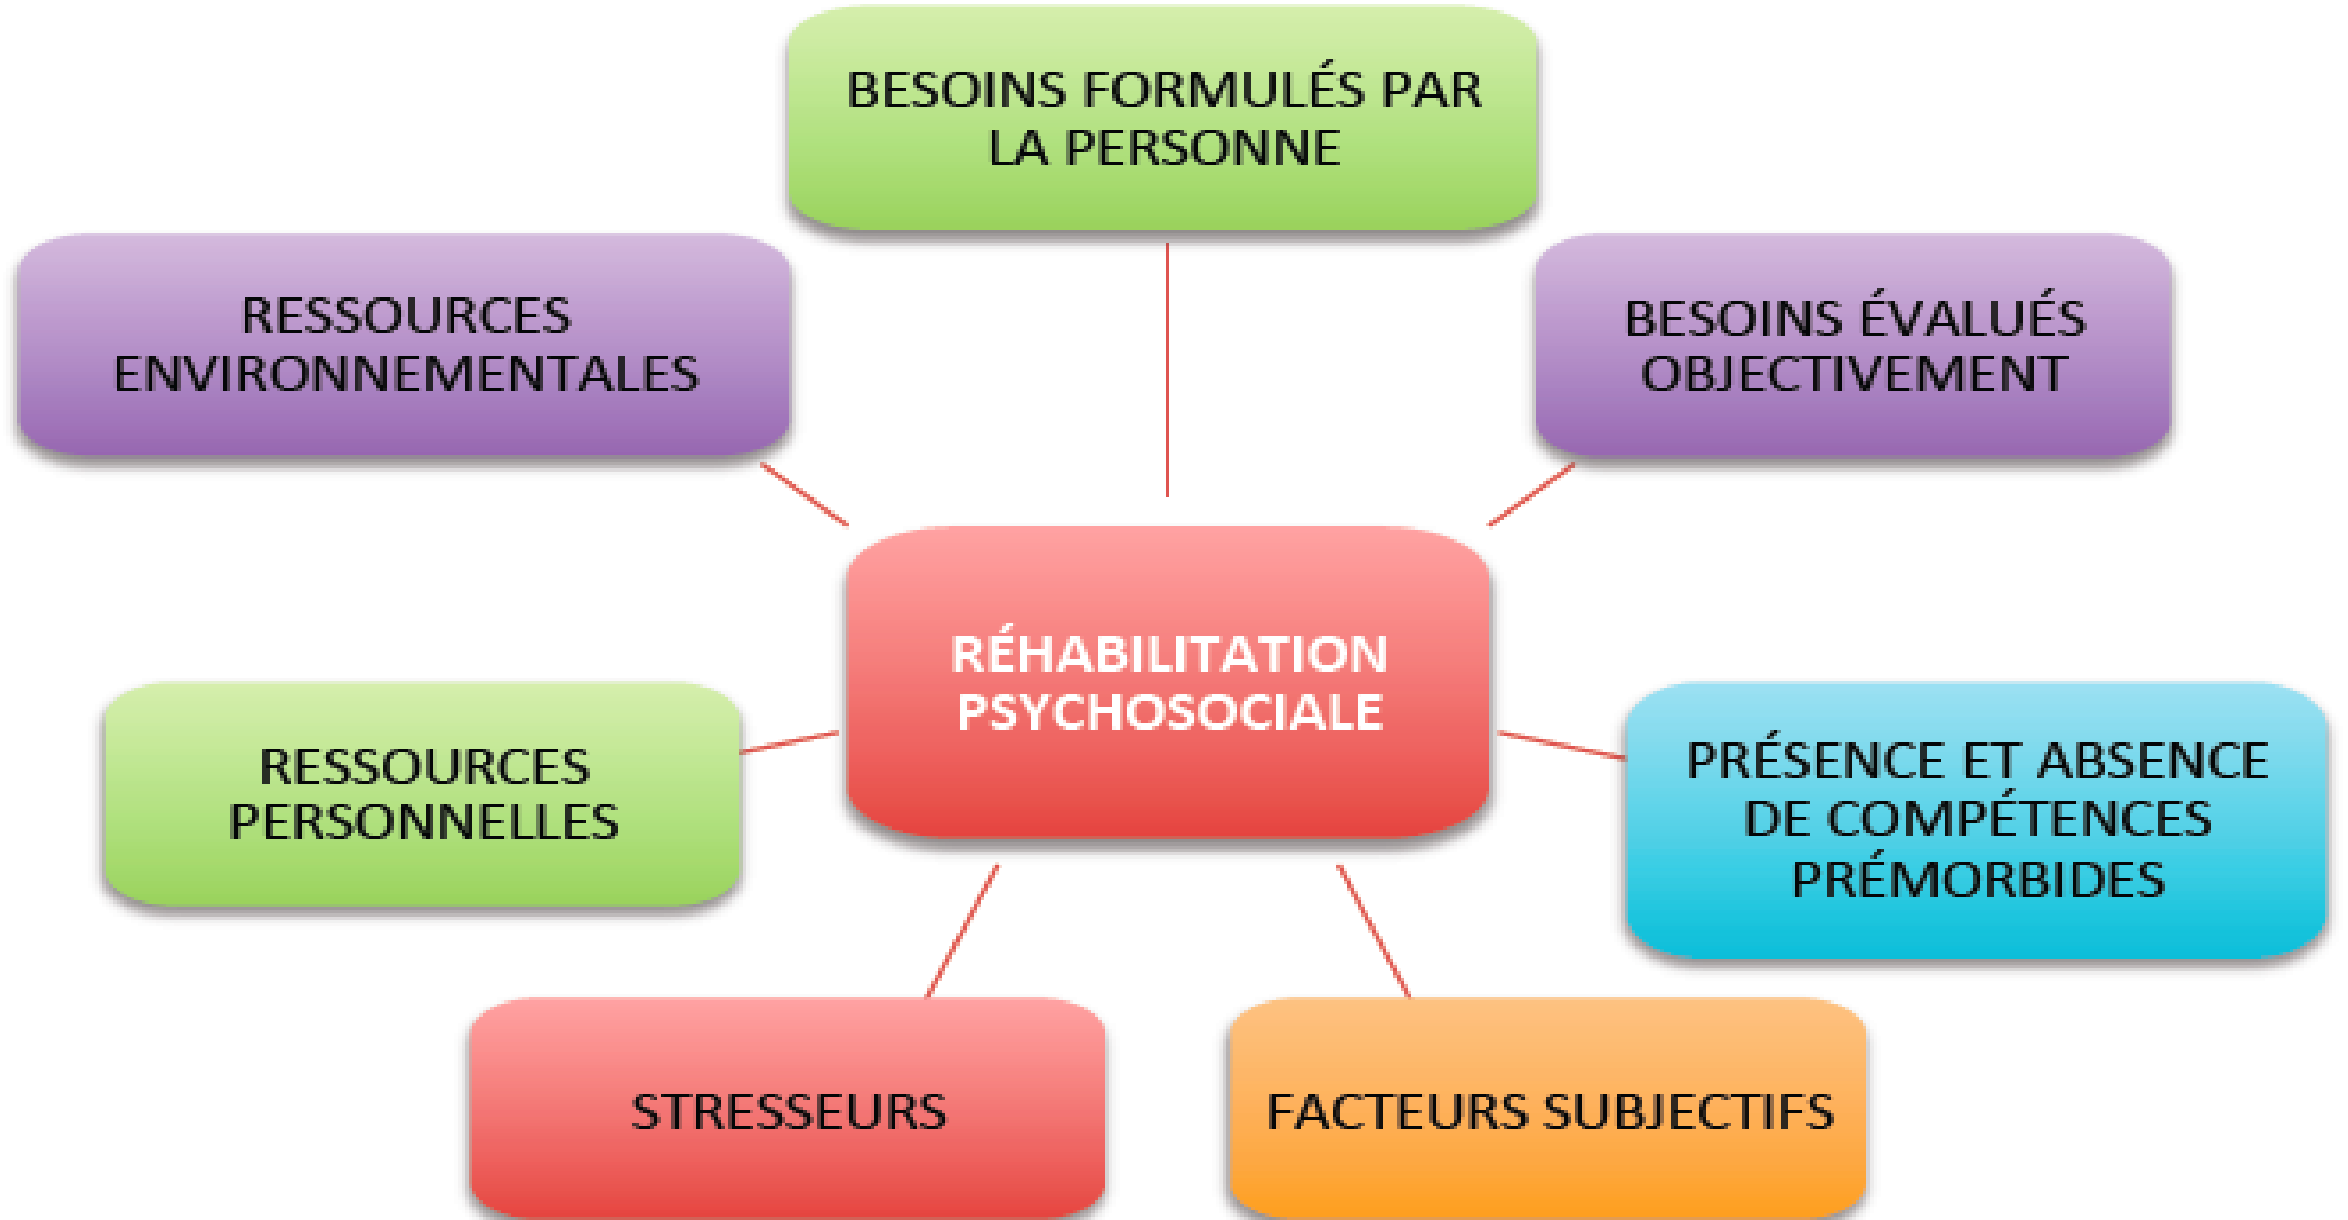 BESOINS FORMULÉS PAR
LA PERSONNE
RESSOURCES
ENVIRONNEMENTALES
BESOINS ÉVALUÉS
OBJECTIVEMENT
RÉHABILITATION
PSYCHOSOCIALE
RESSOURCES
PERSONNELLES
PRÉSENCE ET ABSENCE
DE COMPÉTENCES
PRÉMORBIDES
STRESSEURS
FACTEURS SUBJECTIFS